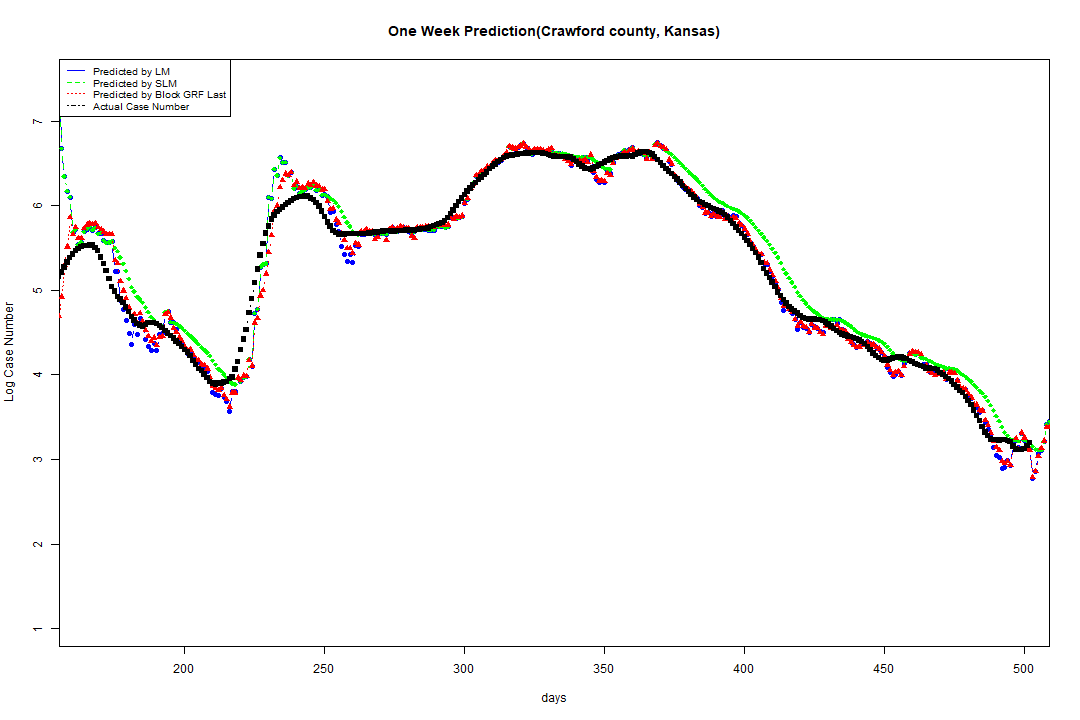 One Week Prediction(Crawford county, Kansas)
Predicted by LM
Predicted by SLM
Predicted by Block GRF Last
Actual Case Number
7
6
5
4
3
2
1
Log Case Number
200 250 300 350 400 450 500
days